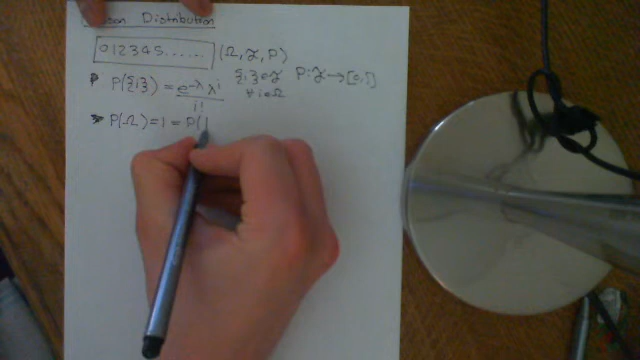 Distribution
012345...... (Ω, ℱ, P)
P P({i}) = e^-λ λ^i / i! {i}∈ℱ ∀ i∈Ω P:ℱ→[0,1]
P(Ω)=1=P(